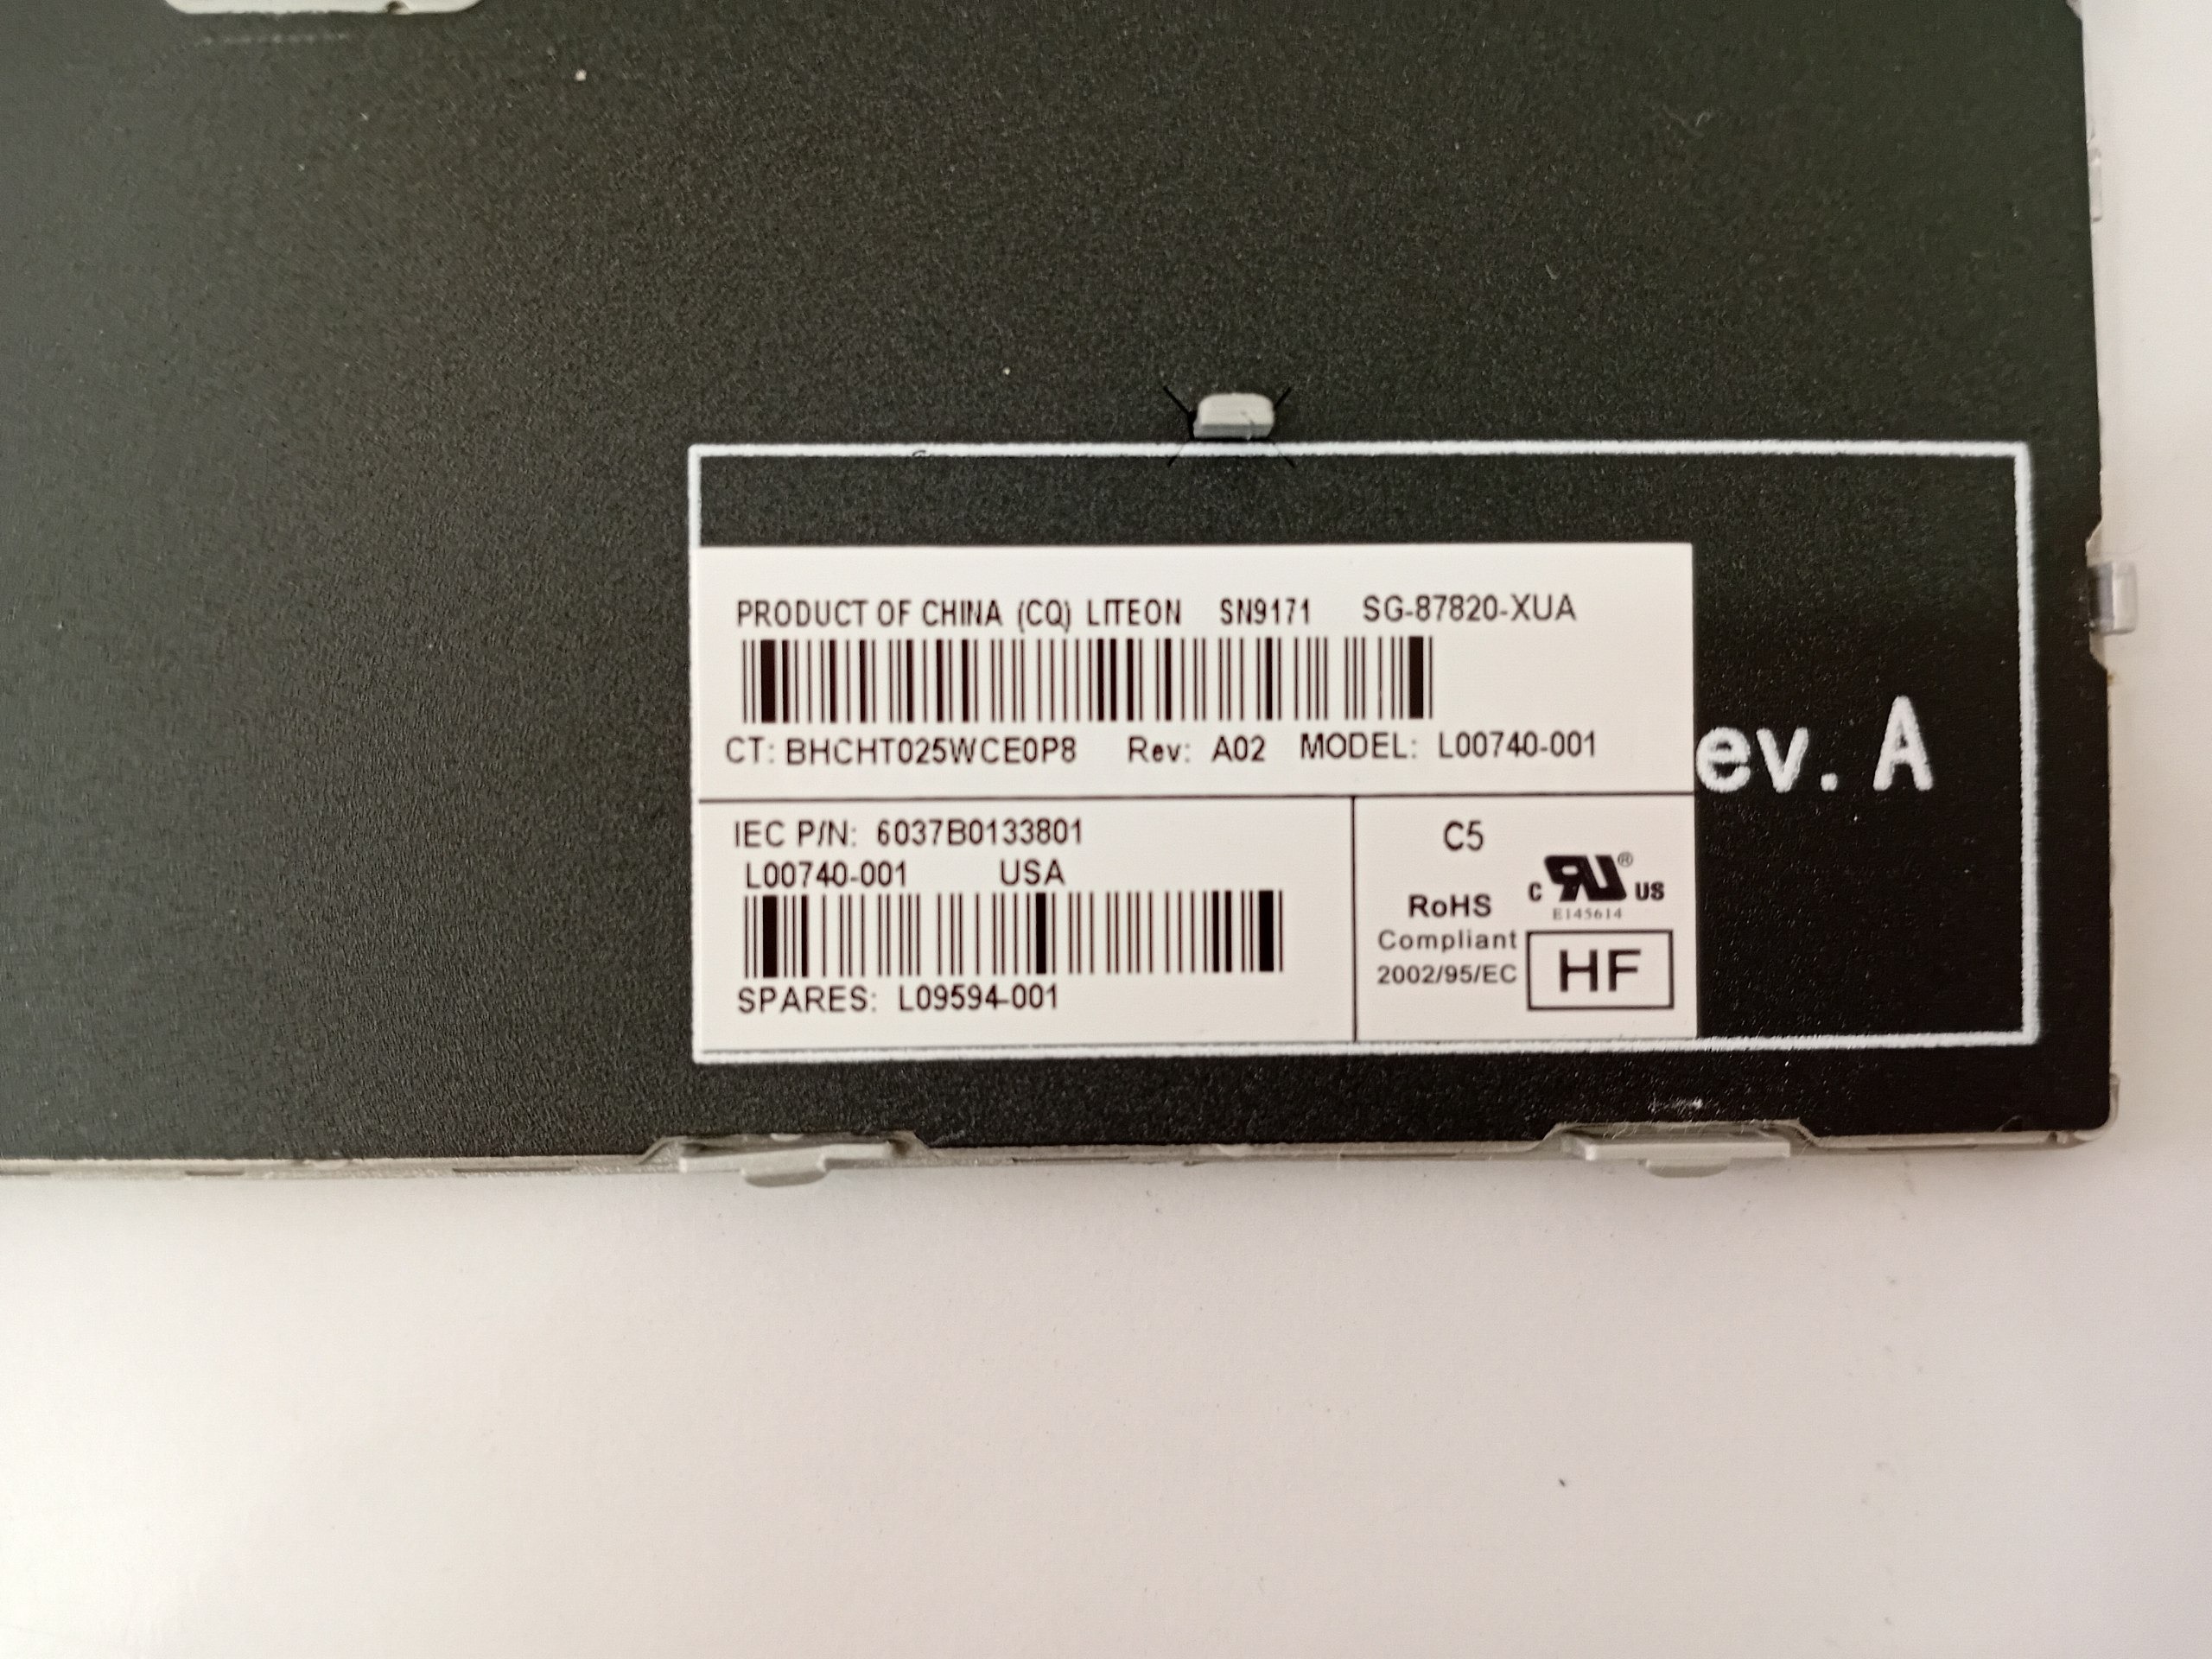 PRODUCT OF CHINA (CQ) LITEON SN9171 SG-87820-XUA
CT: BHCHT025WCE0P8 Rev: A02 MODEL: L00740-001
ev. A
IEC P/N: 6037B0133801
L00740-001 USA
SPARES: L09594-001
C5
RoHS
Compliant
2002/95/EC
C RU® US
E145614
HF